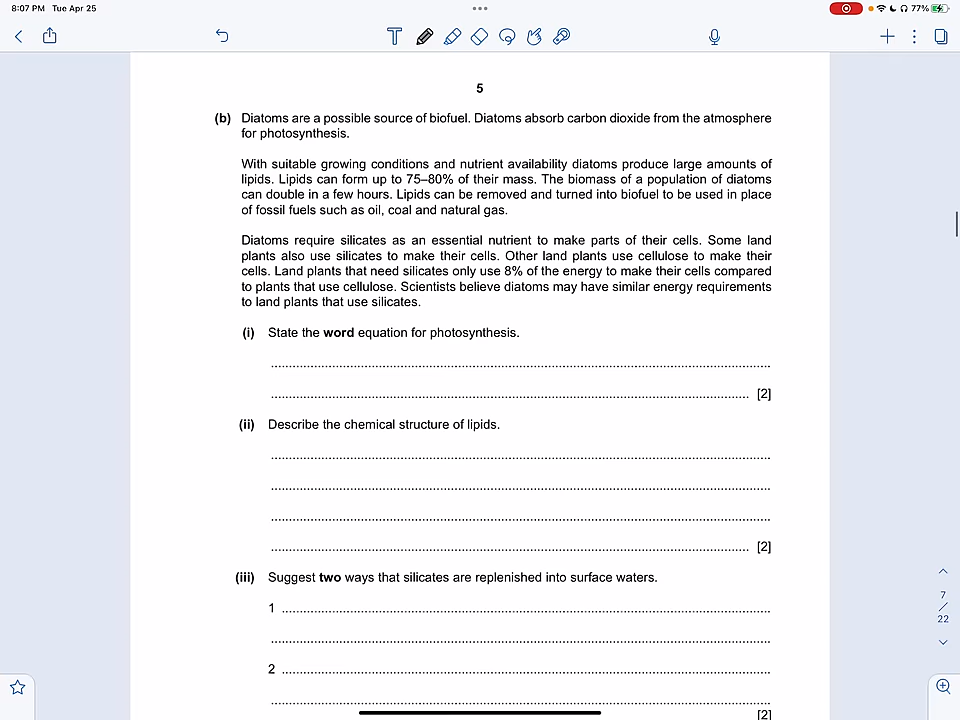 8:07 PM Tue Apr 25
77%
5
(b) Diatoms are a possible source of biofuel. Diatoms absorb carbon dioxide from the atmosphere
for photosynthesis.
With suitable growing conditions and nutrient availability diatoms produce large amounts of
lipids. Lipids can form up to 75–80% of their mass. The biomass of a population of diatoms
can double in a few hours. Lipids can be removed and turned into biofuel to be used in place
of fossil fuels such as oil, coal and natural gas.
Diatoms require silicates as an essential nutrient to make parts of their cells. Some land
plants also use silicates to make their cells. Other land plants use cellulose to make their
cells. Land plants that need silicates only use 8% of the energy to make their cells compared
to plants that use cellulose. Scientists believe diatoms may have similar energy requirements
to land plants that use silicates.
(i) State the word equation for photosynthesis.
[2]
(ii) Describe the chemical structure of lipids.
[2]
(iii) Suggest two ways that silicates are replenished into surface waters.
1
2
[2]
7
/
22